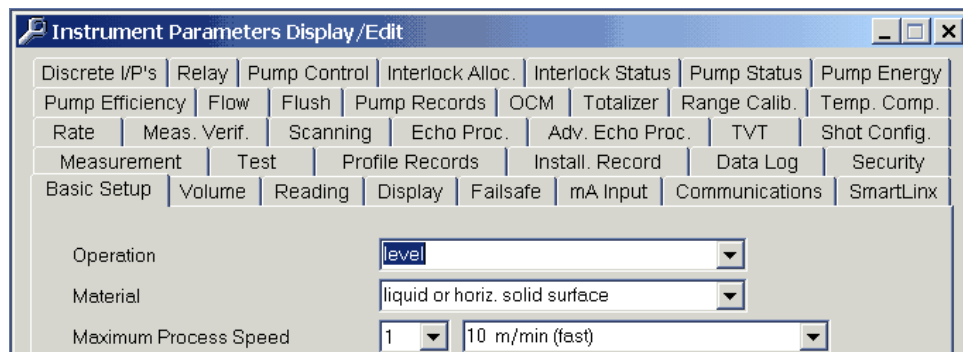 Instrument Parameters Display/Edit
Discrete I/P's Relay Pump Control Interlock Alloc. Interlock Status Pump Status Pump Energy
Pump Efficiency Flow Flush Pump Records OCM Totalizer Range Calib. Temp. Comp.
Rate Meas. Verif. Scanning Echo Proc. Adv. Echo Proc. TVT Shot Config.
Measurement Test Profile Records Install. Record Data Log Security
Basic Setup Volume Reading Display Failsafe mA Input Communications SmartLinx
Operation level
Material liquid or horiz. solid surface
Maximum Process Speed 1 10 m/min (fast)